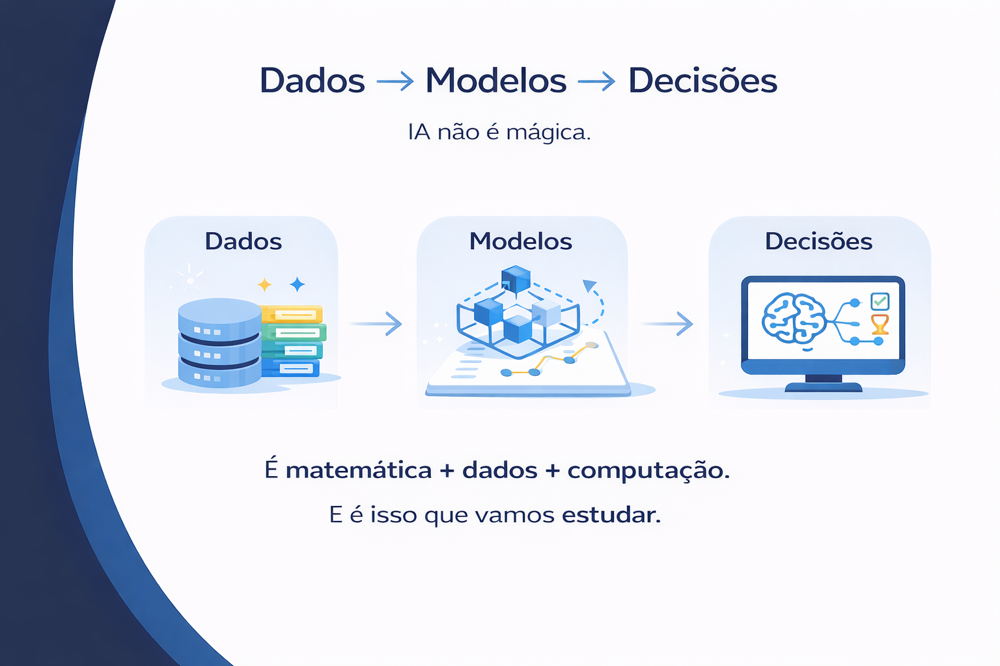 Dados → Modelos → Decisões
IA não é mágica.
Dados
Modelos
Decisões
É matemática + dados + computação.
E é isso que vamos estudar.